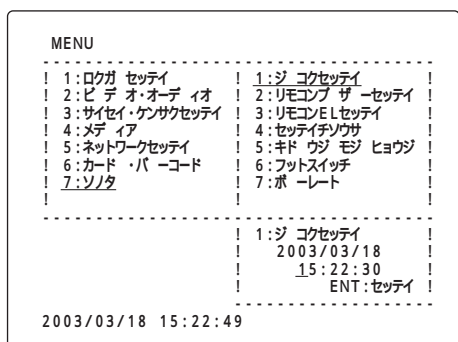 MENU
- - - - - - - - - - - - - - - - - - - - - - - - - - - - - - - - - - -
! 1:ロクガ セッテイ ! 1:ジ コクセッテイ !
! 2:ビ デ オ・オーデ ィオ ! 2:リモコンブ ザ ーセッテイ !
! 3:サイセイ・ケンサクセッテイ ! 3:リモコンELセッテイ !
! 4:メデ ィア ! 4:セッテイチソウサ !
! 5:ネットワークセッテイ ! 5:キド ウジ モジ ヒョウジ !
! 6:カード ・バ ーコード ! 6:フットスイッチ !
! 7:ソノタ ! 7:ボ ーレート !
! ! !
- - - - - - - - - - - - - - - - - - - - - - - - - - - - - - - - - - -
! 1:ジ コクセッテイ !
! 2003/03/18 !
! 15:22:30 !
! ENT:セッテイ !
- - - - - - - - - - - - - - - - - -
2003/03/18 15:22:49